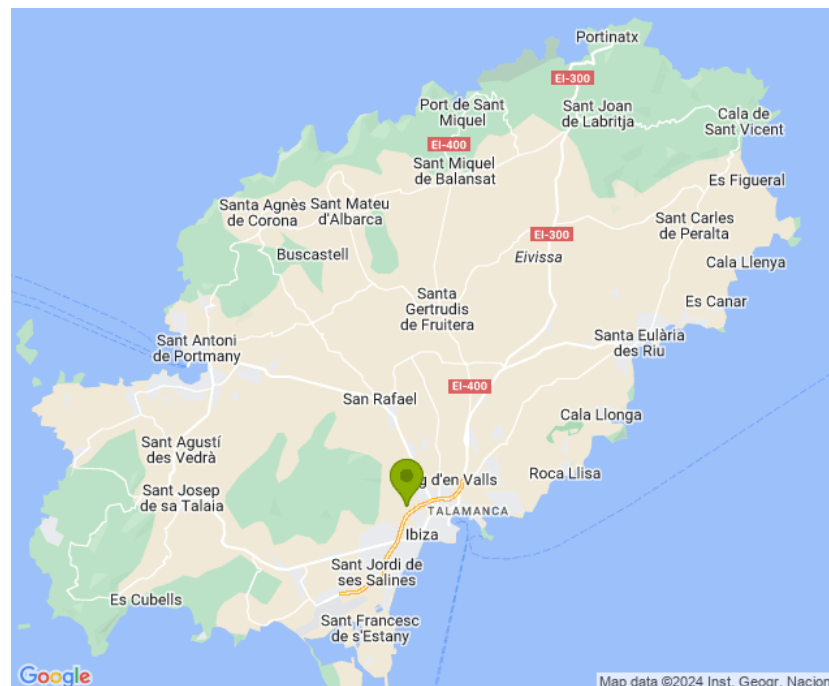 Portinatx
EI-300
Port de Sant
Miquel
Sant Joan
de Labritja
Cala de
Sant Vicent
EI-400
Sant Miquel
de Balansat
Es Figueral
Santa Agnès
de Corona
Sant Mateu
d'Albarca
Sant Carles
de Peralta
EI-300
Buscastell
Eivissa
Cala Llenya
Santa
Gertrudis
de Fruitera
Es Canar
Sant Antoni
de Portmany
Santa Eulària
des Riu
EI-400
San Rafael
Cala Llonga
Sant Agustí
des Vedrà
Roca Llisa
g d'en Valls
Sant Josep
de sa Talaia
TALAMANCA
Ibiza
Sant Jordi de
ses Salines
Es Cubells
Sant Francesc
de s'Estany
Google
Map data ©2024 Inst. Geogr. Nacion